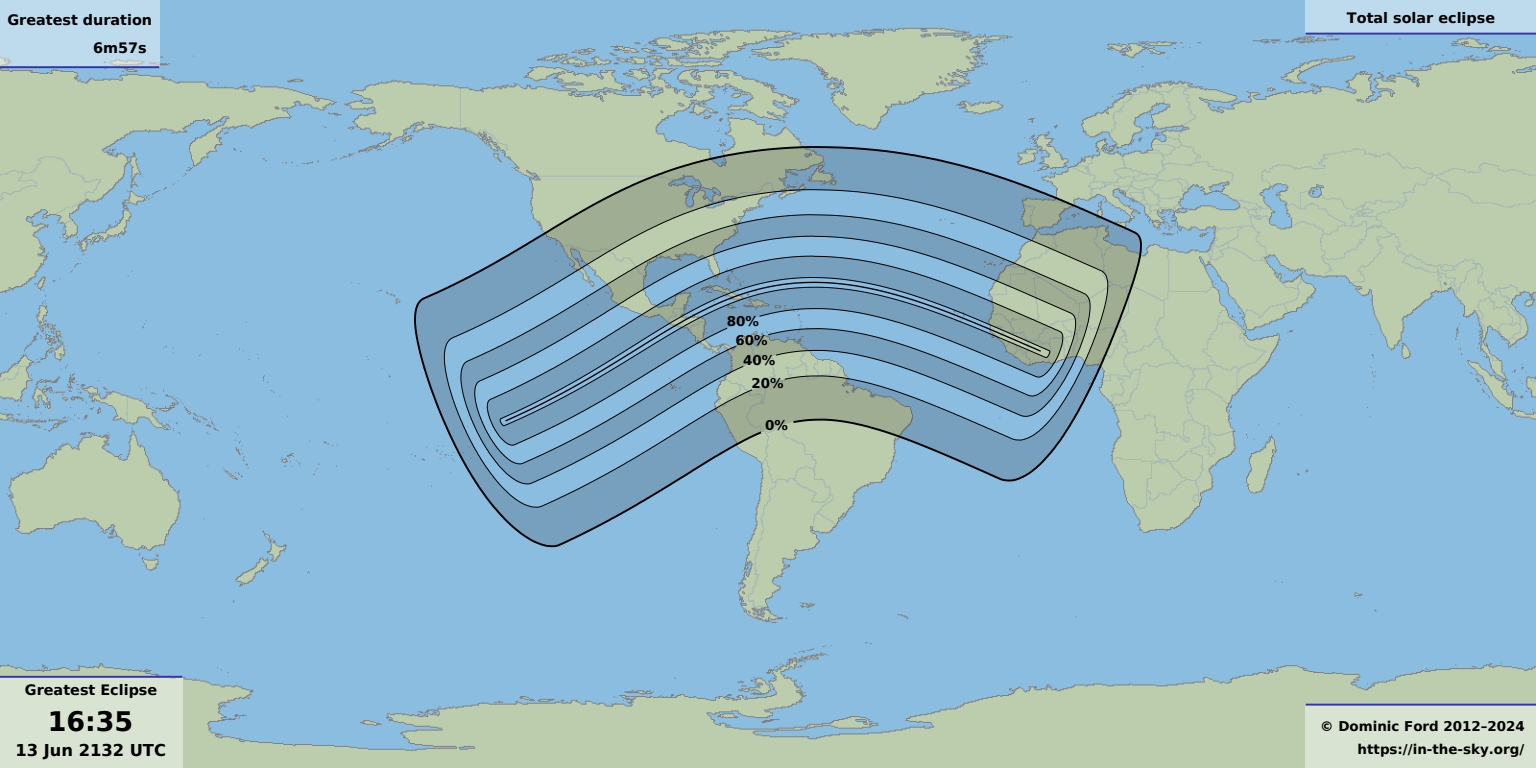 Greatest duration
6m57s
Total solar eclipse
80%
60%
40%
20%
0%
Greatest Eclipse
16:35
13 Jun 2132 UTC
© Dominic Ford 2012–2024
https://in-the-sky.org/